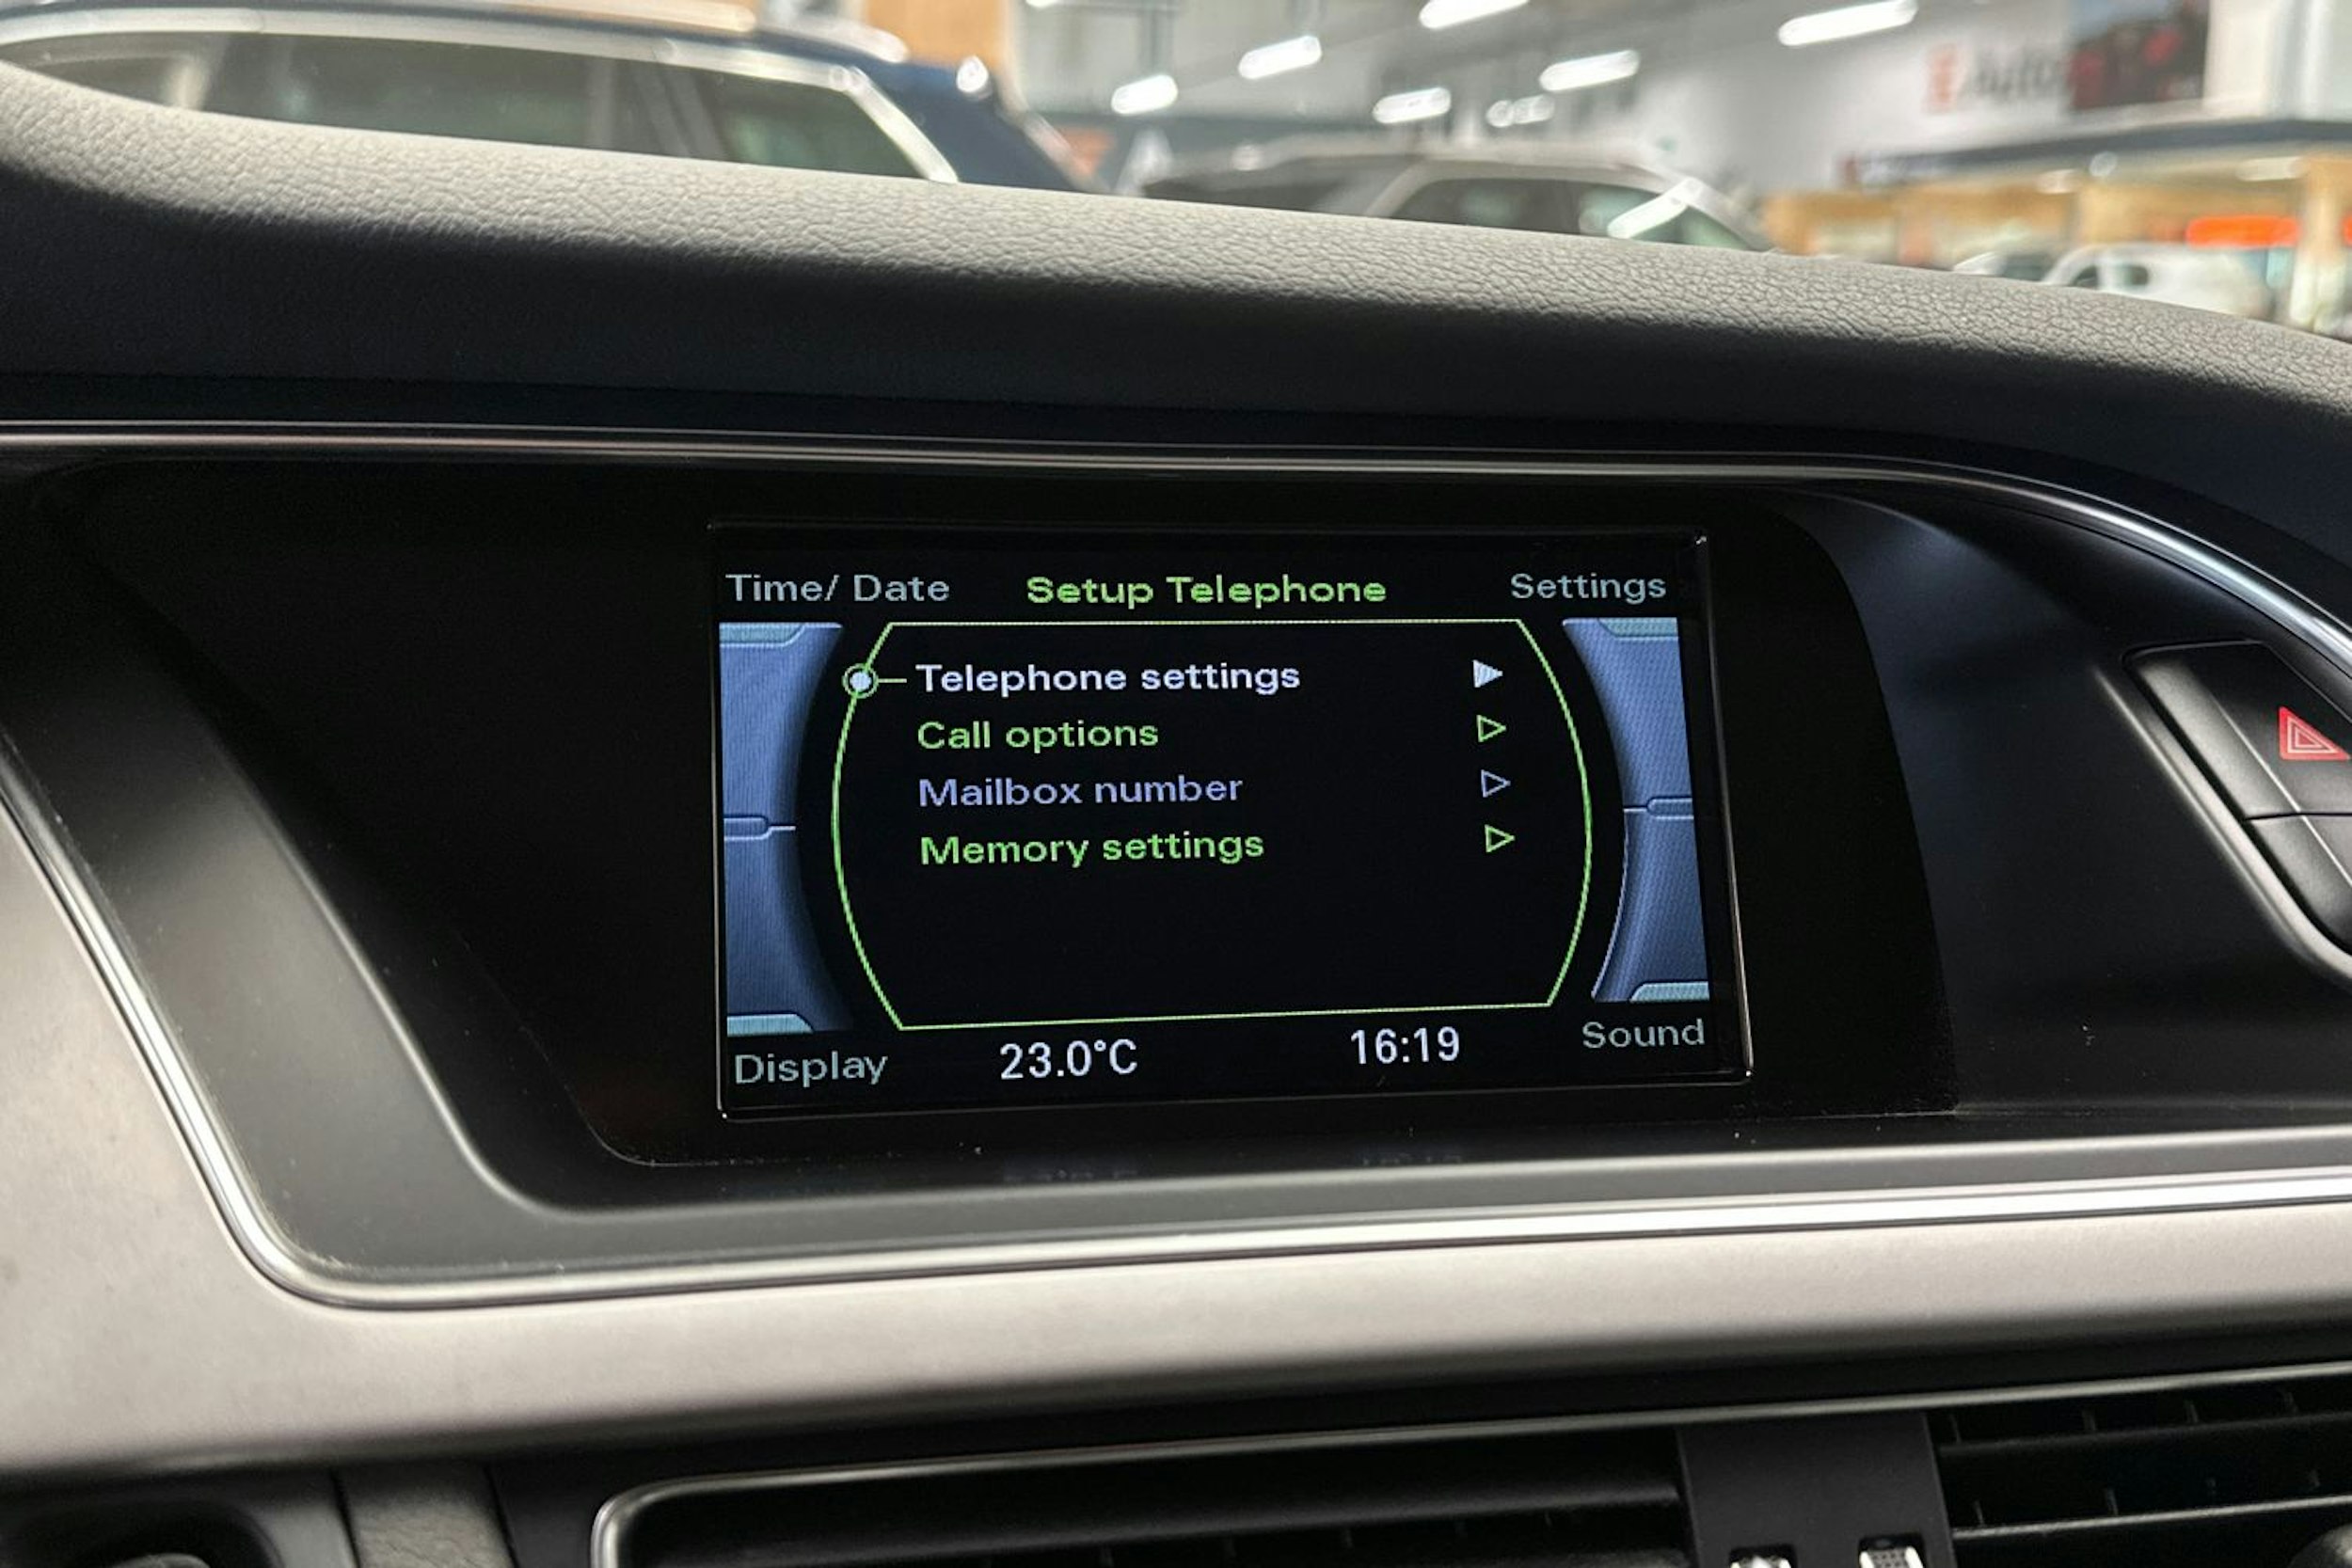 Time/ Date Setup Telephone Settings
Telephone settings
Call options
Mailbox number
Memory settings
Display 23.0°C 16:19 Sound